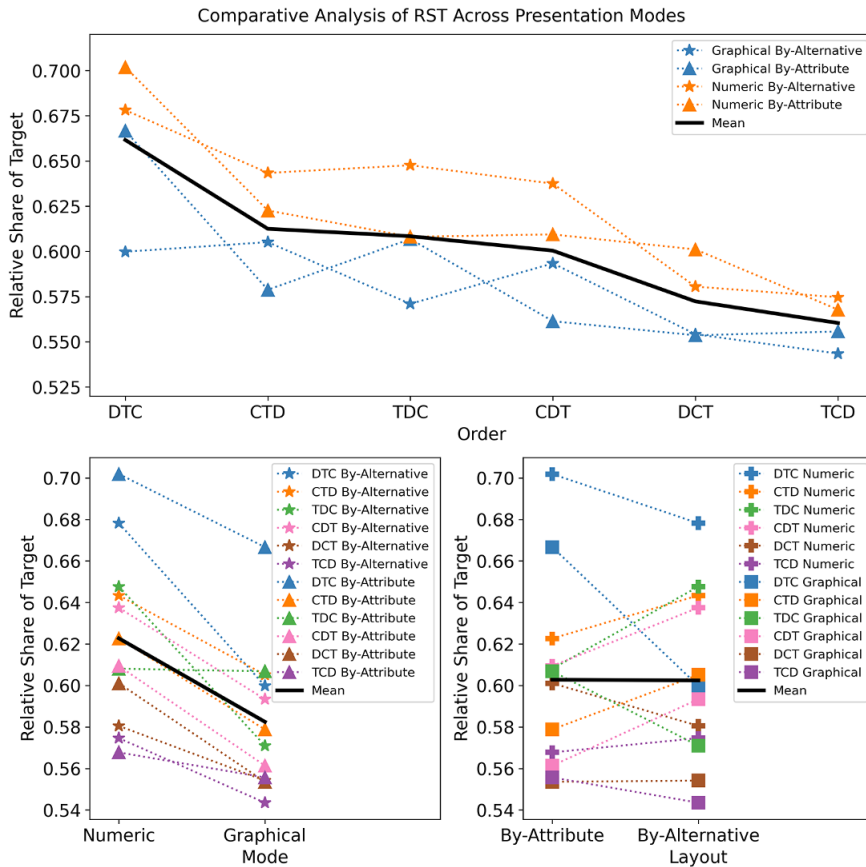 Comparative Analysis of RST Across Presentation Modes
Relative Share of Target
0.700
0.675
0.650
0.625
0.600
0.575
0.550
0.525
Graphical By-Alternative
Graphical By-Attribute
Numeric By-Alternative
Numeric By-Attribute
Mean
DTC CTD TDC CDT DCT TCD
Order
Relative Share of Target
0.70
0.68
0.66
0.64
0.62
0.60
0.58
0.56
0.54
DTC By-Alternative
CTD By-Alternative
TDC By-Alternative
CDT By-Alternative
DCT By-Alternative
TCD By-Alternative
DTC By-Attribute
CTD By-Attribute
TDC By-Attribute
CDT By-Attribute
DCT By-Attribute
TCD By-Attribute
Mean
Numeric Graphical
Mode
Relative Share of Target
0.70
0.68
0.66
0.64
0.62
0.60
0.58
0.56
0.54
DTC Numeric
CTD Numeric
TDC Numeric
CDT Numeric
DCT Numeric
TCD Numeric
DTC Graphical
CTD Graphical
TDC Graphical
CDT Graphical
DCT Graphical
TCD Graphical
Mean
By-Attribute By-Alternative
Layout